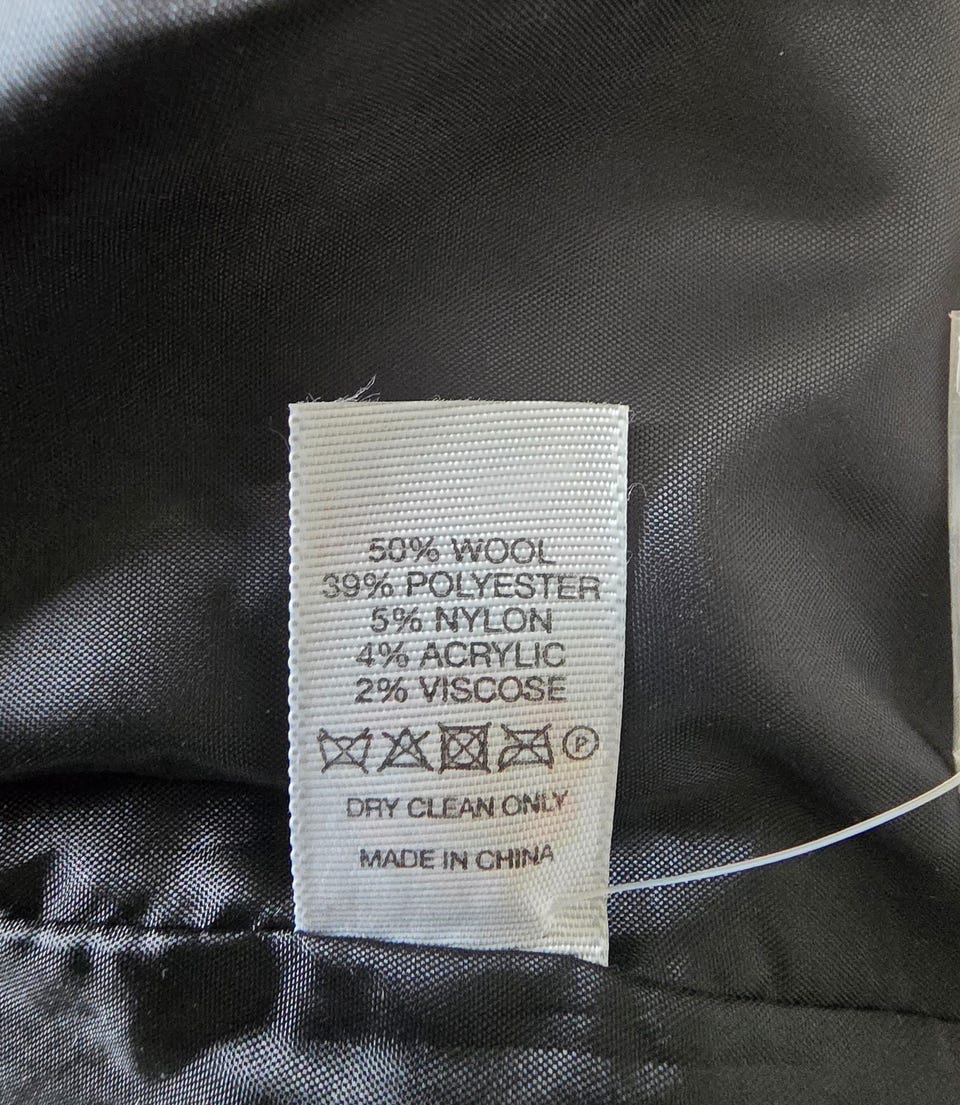 50% WOOL
39% POLYESTER
5% NYLON
4% ACRYLIC
2% VISCOSE
P
DRY CLEAN ONLY
MADE IN CHINA